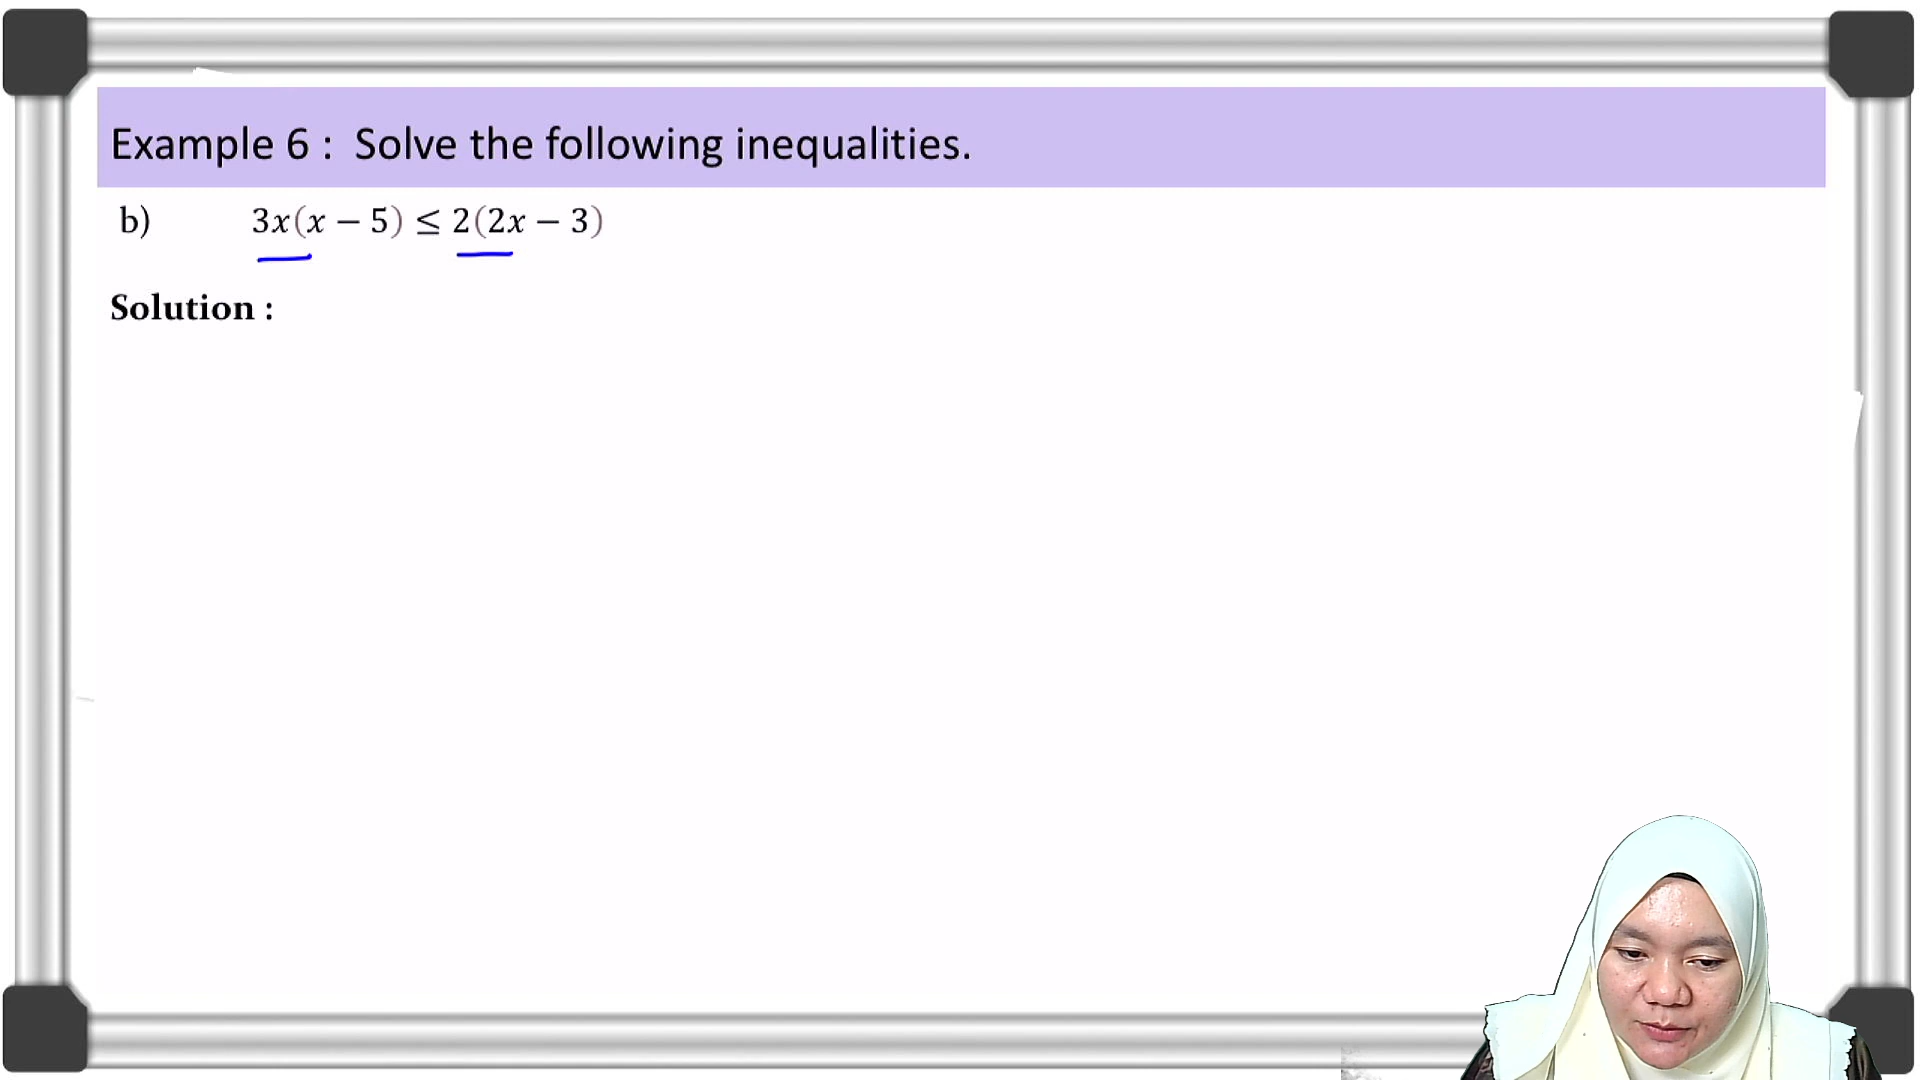 Example 6 : Solve the following inequalities.
b) 3x(x − 5) ≤ 2(2x − 3)
Solution :